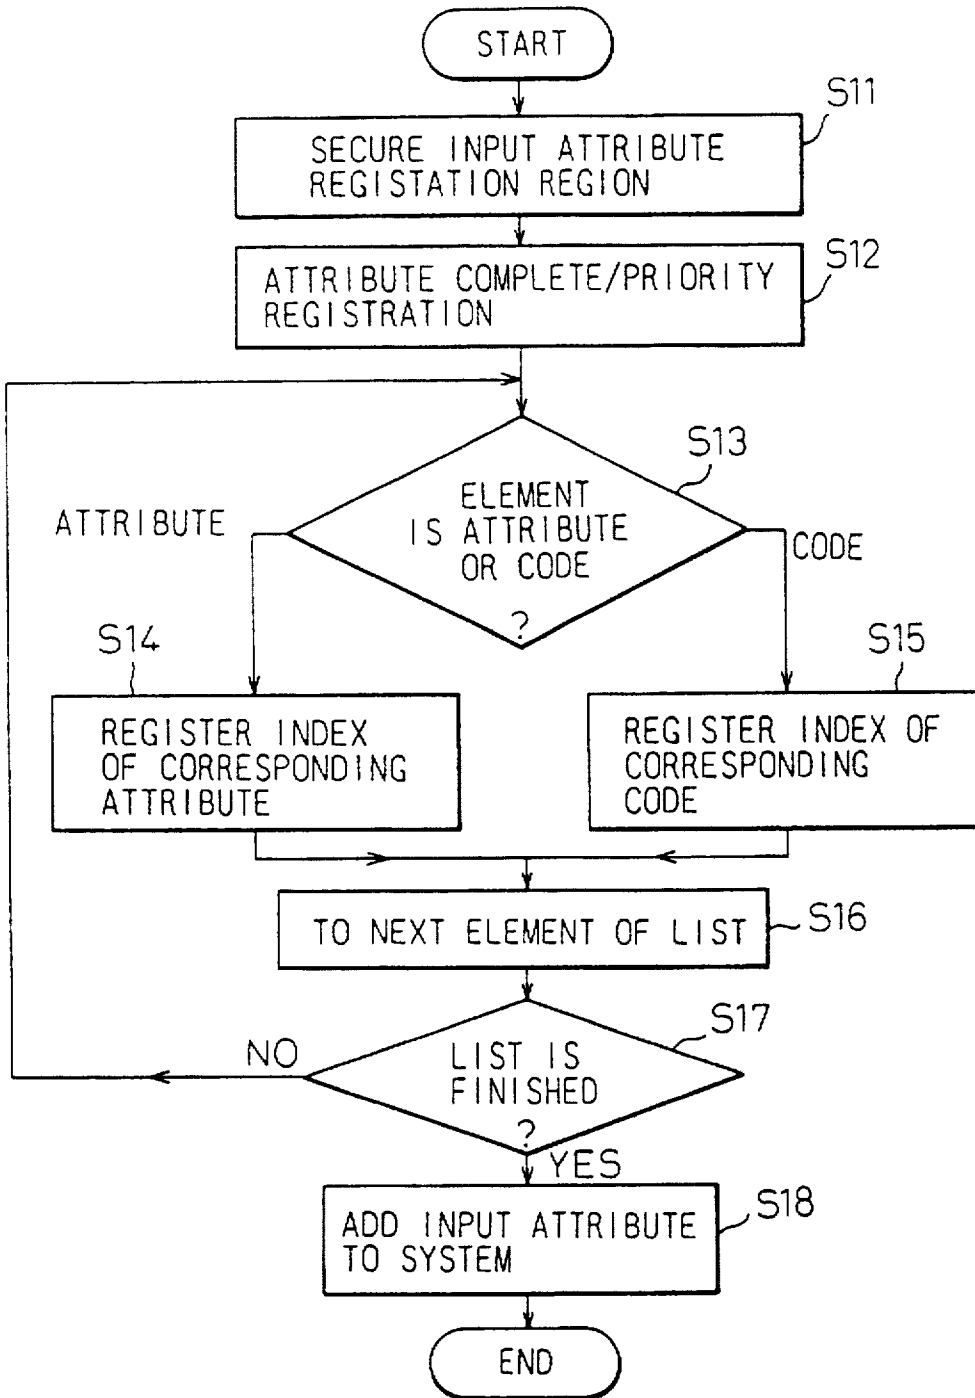 START
S11
SECURE INPUT ATTRIBUTE
REGISTATION REGION
S12
ATTRIBUTE COMPLETE/PRIORITY
REGISTRATION
S13
ELEMENT
IS ATTRIBUTE
OR CODE
?
ATTRIBUTE
CODE
S14
REGISTER INDEX
OF CORRESPONDING
ATTRIBUTE
S15
REGISTER INDEX OF
CORRESPONDING
CODE
TO NEXT ELEMENT OF LIST
S16
S17
NO
LIST IS
FINISHED
?
YES
S18
ADD INPUT ATTRIBUTE
TO SYSTEM
END